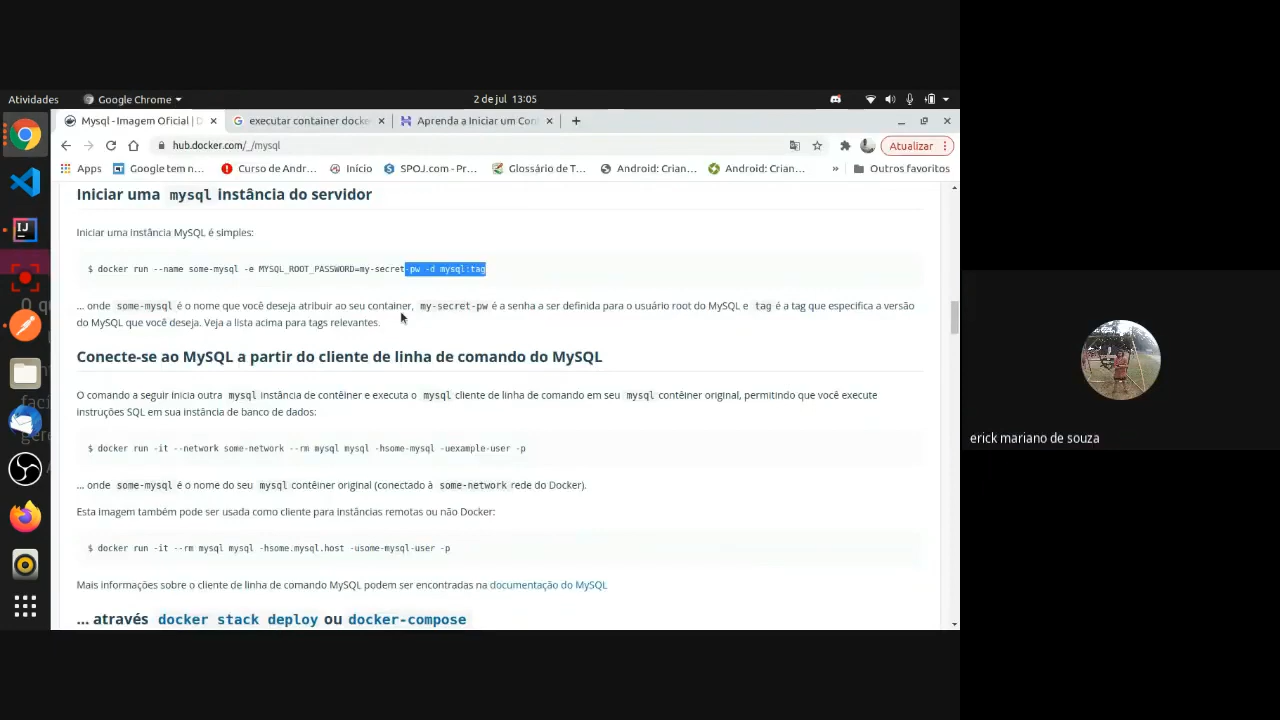 Atividades
Google Chrome
2 de jul 13:05
Mysql - Imagem Oficial | D
executar container docke
Aprenda a Iniciar um Con
hub.docker.com/_/mysql
Atualizar
Apps
Google tem n...
Curso de Andr...
Início
SPOJ.com - Pr...
Glossário de T...
Android: Crian...
Android: Crian...
»
Outros favoritos
Iniciar uma mysql instância do servidor
Iniciar uma instância MySQL é simples:
$ docker run --name some-mysql -e MYSQL_ROOT_PASSWORD=my-secret-pw -d mysql:tag
... onde some-mysql é o nome que você deseja atribuir ao seu container, my-secret-pw é a senha a ser definida para o usuário root do MySQL e tag é a tag que especifica a versão
do MySQL que você deseja. Veja a lista acima para tags relevantes.
Conecte-se ao MySQL a partir do cliente de linha de comando do MySQL
O comando a seguir inicia outra mysql instância de contêiner e executa o mysql cliente de linha de comando em seu mysql contêiner original, permitindo que você execute
instruções SQL em sua instância de banco de dados:
$ docker run -it --network some-network --rm mysql mysql -hsome-mysql -uexample-user -p
... onde some-mysql é o nome do seu mysql contêiner original (conectado à some-network rede do Docker).
Esta imagem também pode ser usada como cliente para instâncias remotas ou não Docker:
$ docker run -it --rm mysql mysql -hsome.mysql.host -usome-mysql-user -p
Mais informações sobre o cliente de linha de comando MySQL podem ser encontradas na documentação do MySQL
... através docker stack deploy ou docker-compose
erick mariano de souza